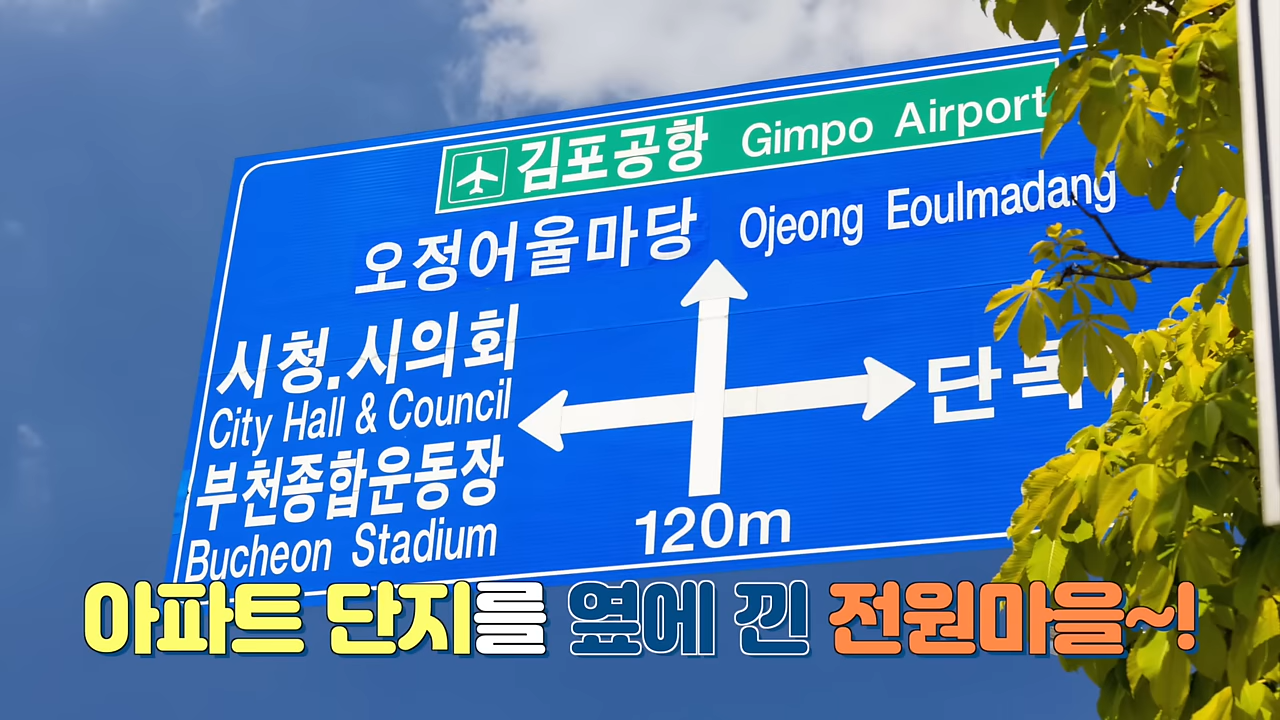 김포공항 Gimpo Airport
오정어울마당 Ojeong Eoulmadang
시청.시의회
City Hall & Council
부천종합운동장
Bucheon Stadium
120m
아파트 단지를 옆에 낀 전원마을~!